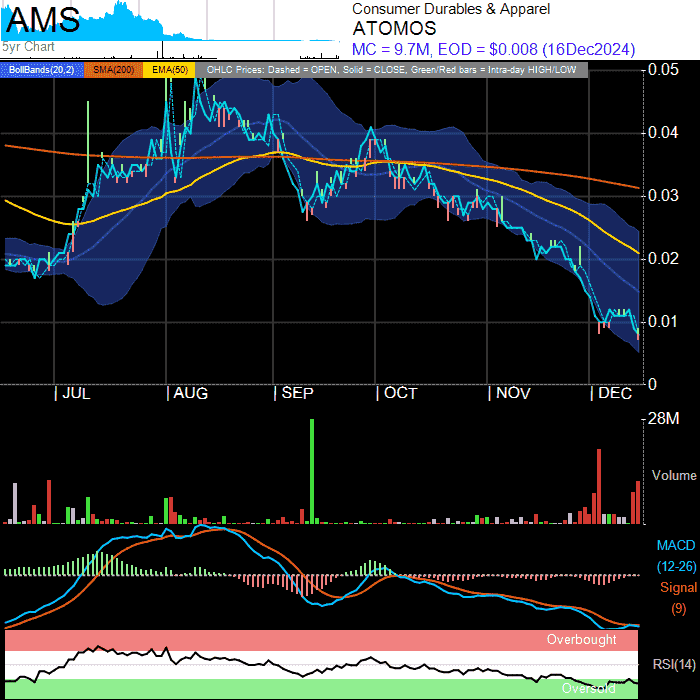 AMS
5yr Chart
Consumer Durables & Apparel
ATOMOS
MC = 9.7M, EOD = $0.008 (16Dec2024)
BollBands(20,2) SMA(200) EMA(50) OHLC Prices: Dashed = OPEN, Solid = CLOSE, Green/Red bars = Intra-day HIGH/LOW
0.05
0.04
0.03
0.02
0.01
0
| JUL | AUG | SEP | OCT | NOV | DEC
28M
Volume
MACD
(12-26)
Signal
(9)
Overbought
RSI(14)
Oversold